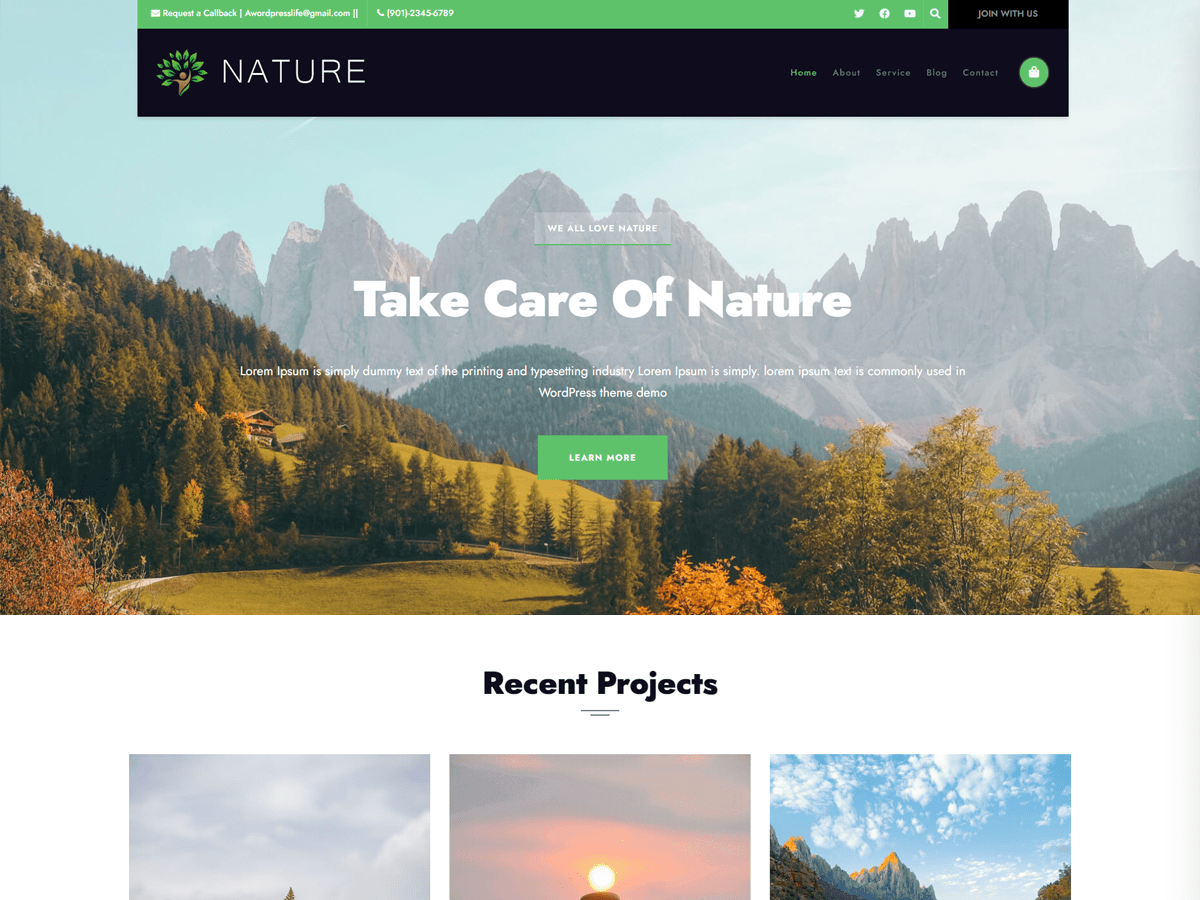 Request a Callback | Awordpresslife@gmail.com || (901)-2345-6789 JOIN WITH US
NATURE Home About Service Blog Contact
WE ALL LOVE NATURE
Take Care Of Nature
Lorem Ipsum is simply dummy text of the printing and typesetting industry Lorem Ipsum is simply. lorem ipsum text is commonly used in
WordPress theme demo
LEARN MORE
Recent Projects